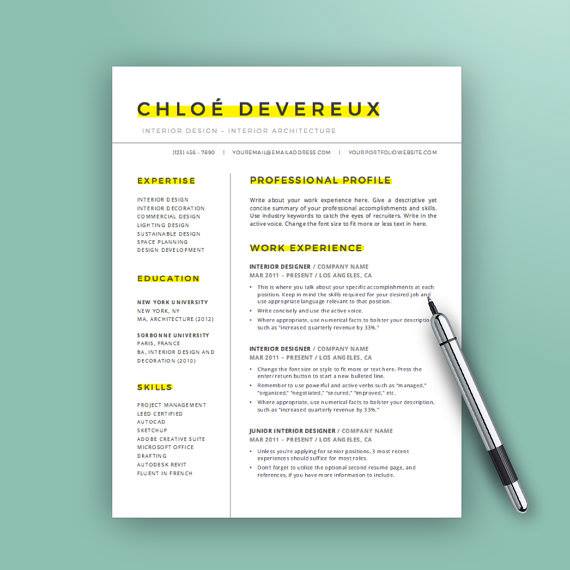 CHLOÉ DEVEREUX
INTERIOR DESIGN – INTERIOR ARCHITECTURE
(123) 456 - 7890 | YOUREMAIL@EMAILADDRESS.COM | YOURPORTFOLIOWEBSITE.COM
EXPERTISE
INTERIOR DESIGN
INTERIOR DECORATION
COMMERCIAL DESIGN
LIGHTING DESIGN
SUSTAINABLE DESIGN
SPACE PLANNING
DESIGN DEVELOPMENT
EDUCATION
NEW YORK UNIVERSITY
NEW YORK, NY
MA, ARCHITECTURE (2012)
SORBONNE UNIVERSITY
PARIS, FRANCE
BA, INTERIOR DESIGN AND
DECORATION (2010)
SKILLS
PROJECT MANAGEMENT
LEED CERTIFIED
AUTOCAD
SKETCHUP
ADOBE CREATIVE SUITE
MICROSOFT OFFICE
DRAFTING
AUTODESK REVIT
FLUENT IN FRENCH
PROFESSIONAL PROFILE
Write about your work experience here. Give a descriptive yet
concise summary of your professional accomplishments and skills.
Use industry keywords to catch the eyes of recruiters. Write in the
active voice. Change the font size to fit more or less text in here.
WORK EXPERIENCE
INTERIOR DESIGNER / COMPANY NAME
MAR 2011 – PRESENT / LOS ANGELES, CA
• This is where you talk about your specific accomplishments at each
position. Keep in mind the skills required for your desired job and
use appropriate language relevant to that position.
• Write concisely and use the active voice.
• Where appropriate, use numerical facts to bolster your description,
such as "increased quarterly revenue by 33%."
INTERIOR DESIGNER / COMPANY NAME
MAR 2011 – PRESENT / LOS ANGELES, CA
• Change the font size or style to fit more or text here. Press the
enter/return button to start a new bulleted line.
• Remember to use powerful and active verbs such as "managed,"
"organized," "negotiated," "secured," "improved," etc.
• Where appropriate, use numerical facts to bolster your description,
such as "increased quarterly revenue by 33%."
JUNIOR INTERIOR DESIGNER / COMPANY NAME
MAR 2011 – PRESENT / LOS ANGELES, CA
• Unless you're applying for senior positions, 3 most recent
experiences should suffice for most roles.
• Don't forget to utilize the optional second resume page, and
references, if you have more information to include.